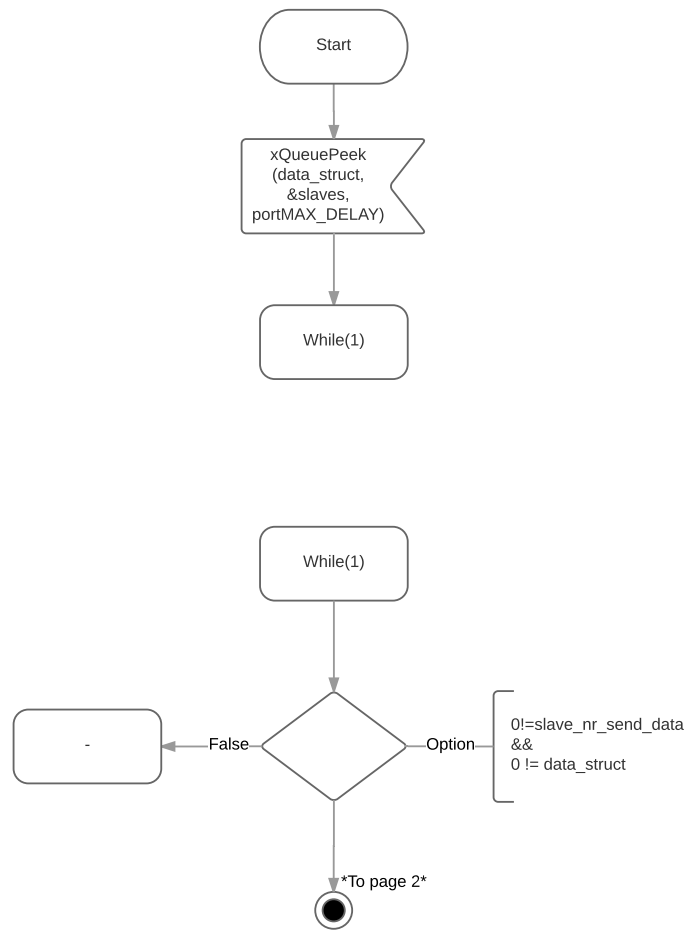 Start
xQueuePeek
(data_struct,
&slaves,
portMAX_DELAY)
While(1)
While(1)
-
False
Option
0!=slave_nr_send_data
&&
0 != data_struct
*To page 2*